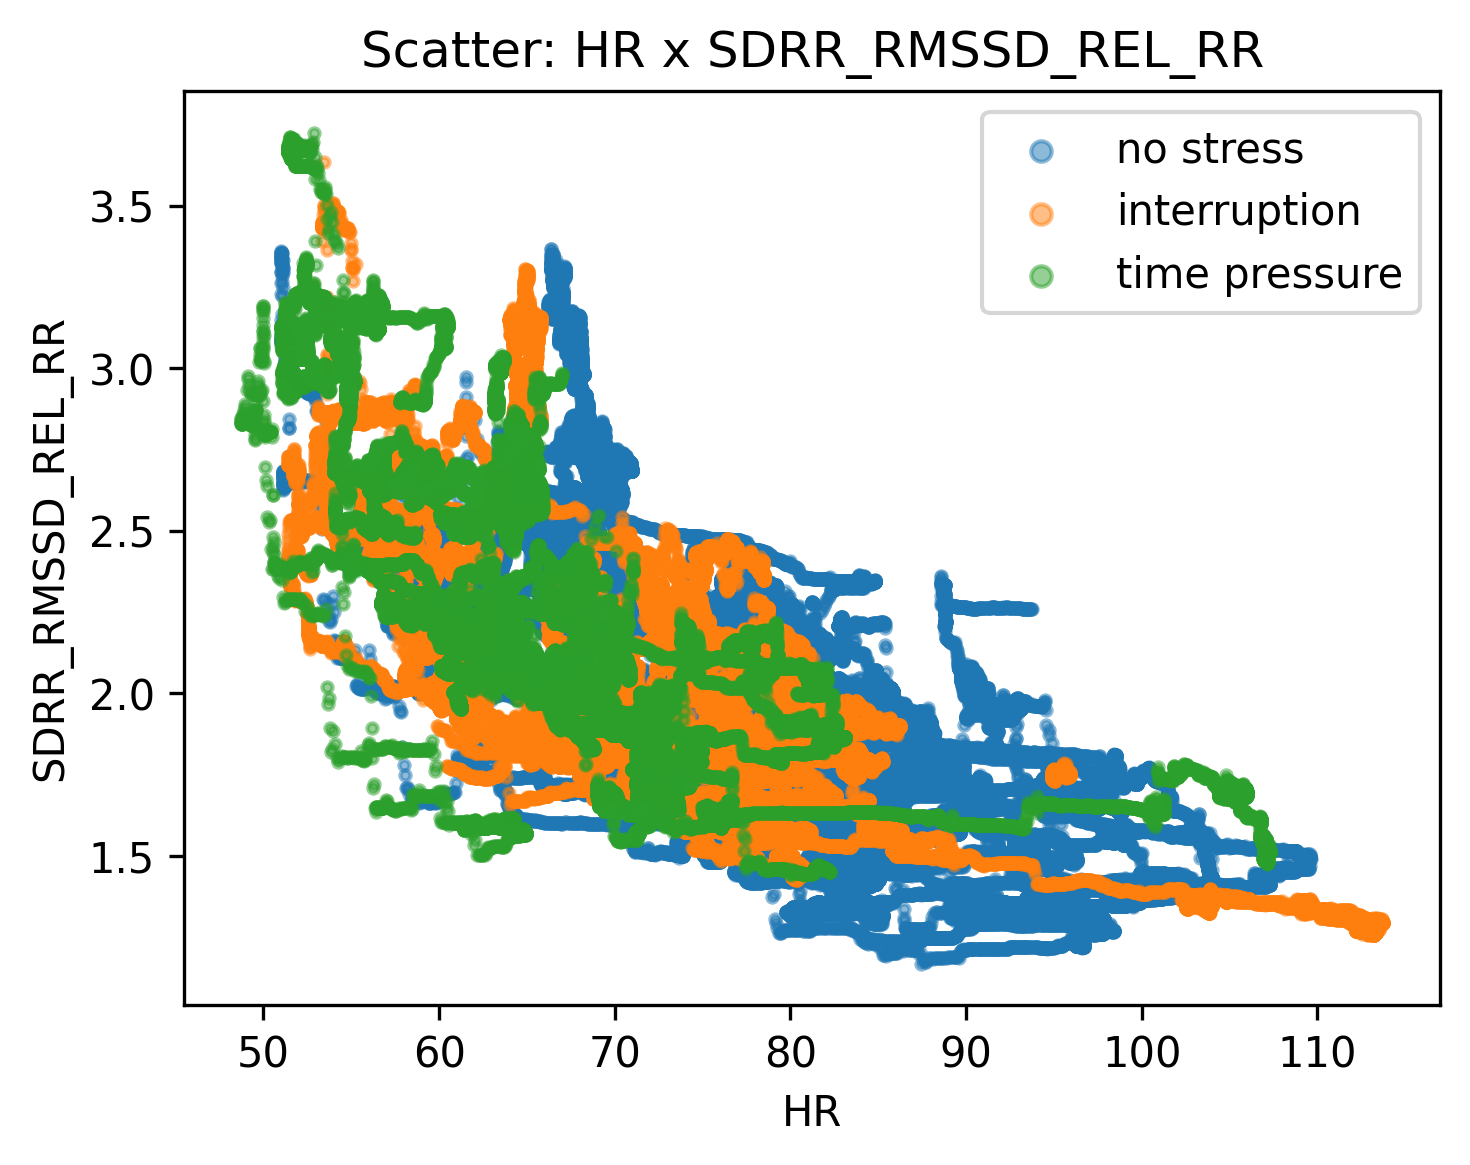 Scatter: HR x SDRR_RMSSD_REL_RR
no stress
interruption
time pressure
SDRR_RMSSD_REL_RR
3.5
3.0
2.5
2.0
1.5
50 60 70 80 90 100 110
HR